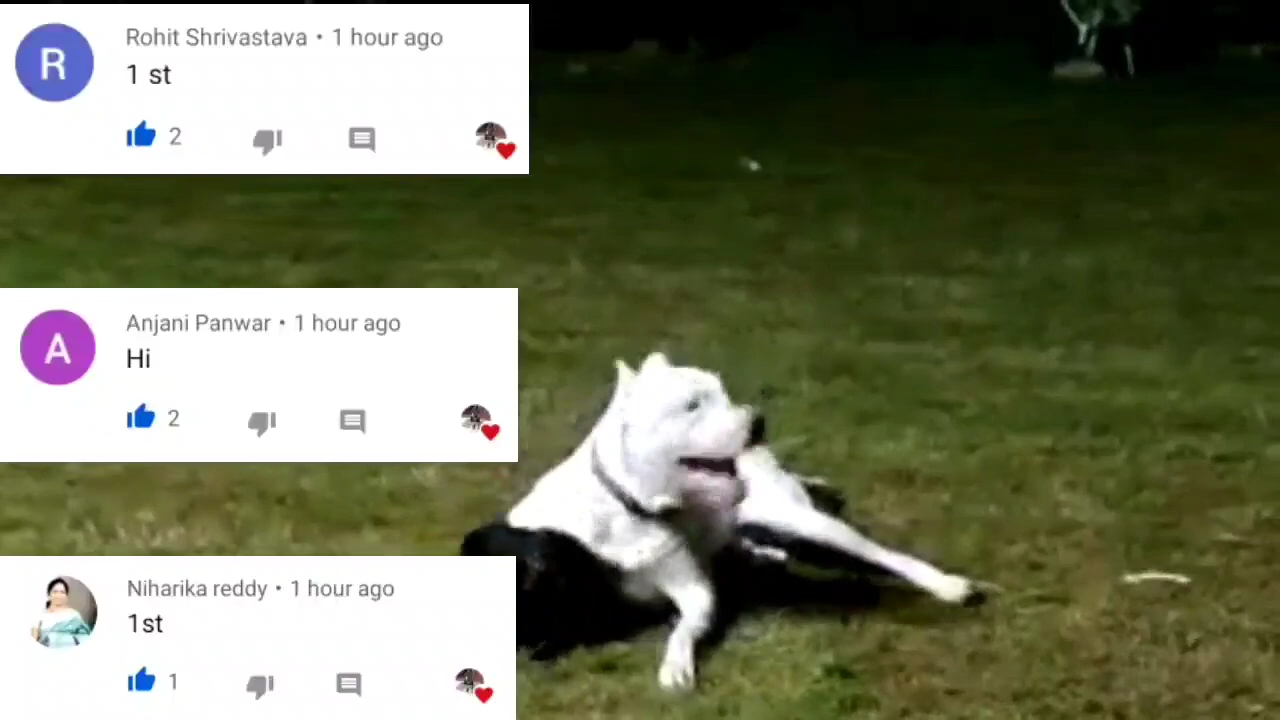 R
Rohit Shrivastava • 1 hour ago
1 st
2
A
Anjani Panwar • 1 hour ago
Hi
2
Niharika reddy • 1 hour ago
1st
1